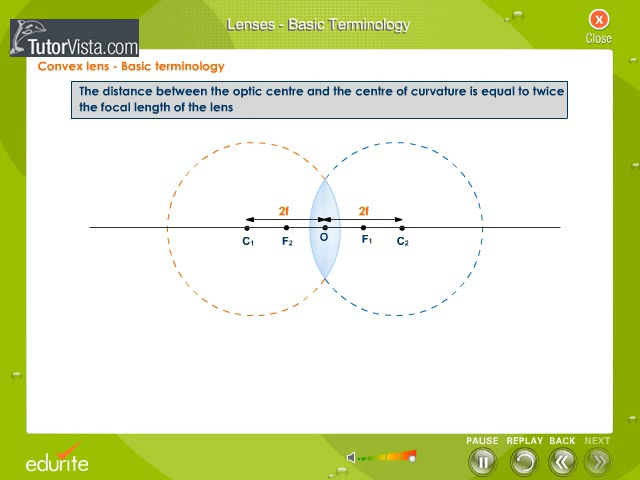 Lenses - Basic Terminology
Close
TutorVista.com
Convex lens - Basic terminology
The distance between the optic centre and the centre of curvature is equal to twice
the focal length of the lens
2f 2f
C1 F2 O F1 C2
PAUSE REPLAY BACK NEXT
edurite